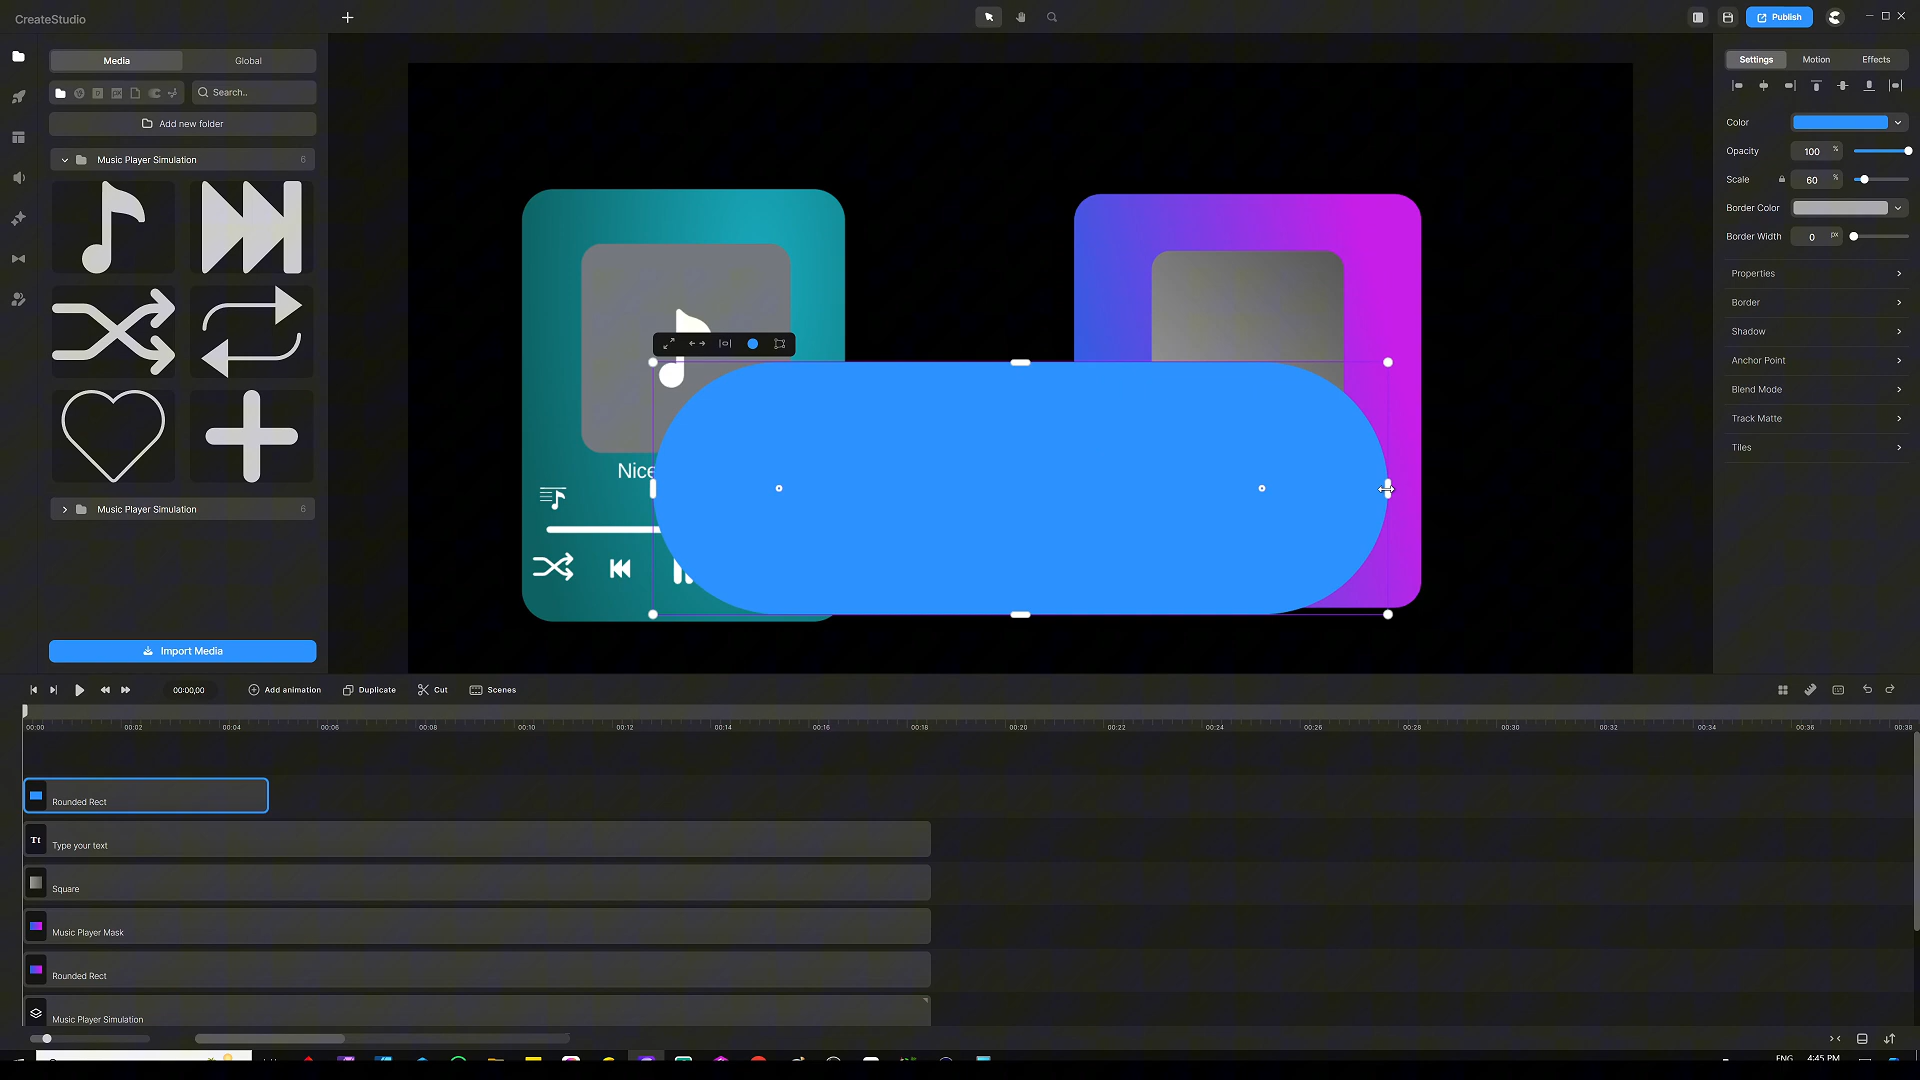 CreateStudio
Publish
Media
Global
Search..
Add new folder
Music Player Simulation
6
Music Player Simulation
6
Import Media
Nice
Settings
Motion
Effects
Color
Opacity
100 %
Scale
60 %
Border Color
Border Width
0 px
Properties
Border
Shadow
Anchor Point
Blend Mode
Track Matte
Tiles
00:00,00
Add animation
Duplicate
Cut
Scenes
00:00 00:02 00:04 00:06 00:08 00:10 00:12 00:14 00:16 00:18 00:20 00:22 00:24 00:26 00:28 00:30 00:32 00:34 00:36 00:38
Rounded Rect
Tt
Type your text
Square
Music Player Mask
Rounded Rect
Music Player Simulation
ENG
4:45 PM